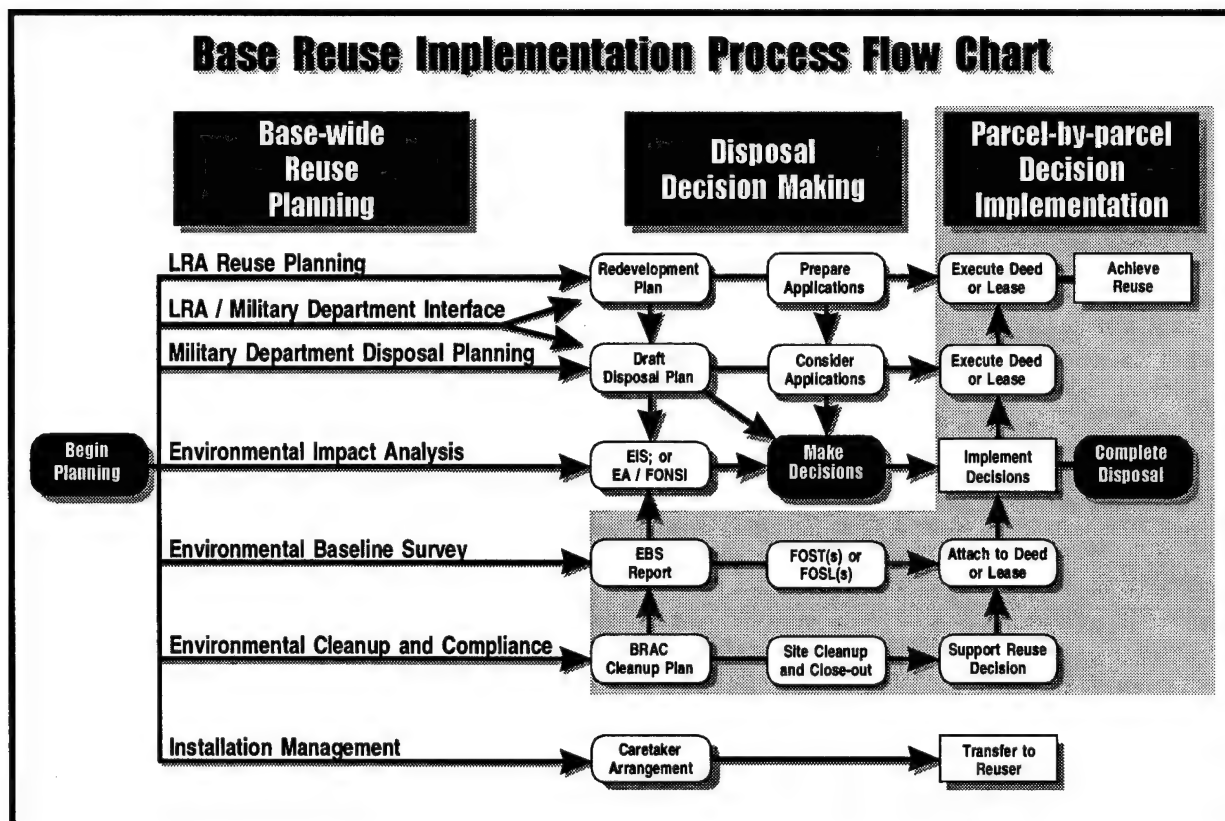 Base Reuse Implementation Process Flow Chart
Base-wide
Reuse
Planning
Disposal
Decision Making
Parcel-by-parcel
Decision
Implementation
LRA Reuse Planning
Redevelopment
Plan
Prepare
Applications
Execute Deed
or Lease
Achieve
Reuse
LRA / Military Department Interface
Military Department Disposal Planning
Draft
Disposal Plan
Consider
Applications
Execute Deed
or Lease
Begin
Planning
Environmental Impact Analysis
EIS; or
EA / FONSI
Make
Decisions
Implement
Decisions
Complete
Disposal
Environmental Baseline Survey
EBS
Report
FOST(s) or
FOSL(s)
Attach to Deed
or Lease
Environmental Cleanup and Compliance
BRAC
Cleanup Plan
Site Cleanup
and Close-out
Support Reuse
Decision
Installation Management
Caretaker
Arrangement
Transfer to
Reuser